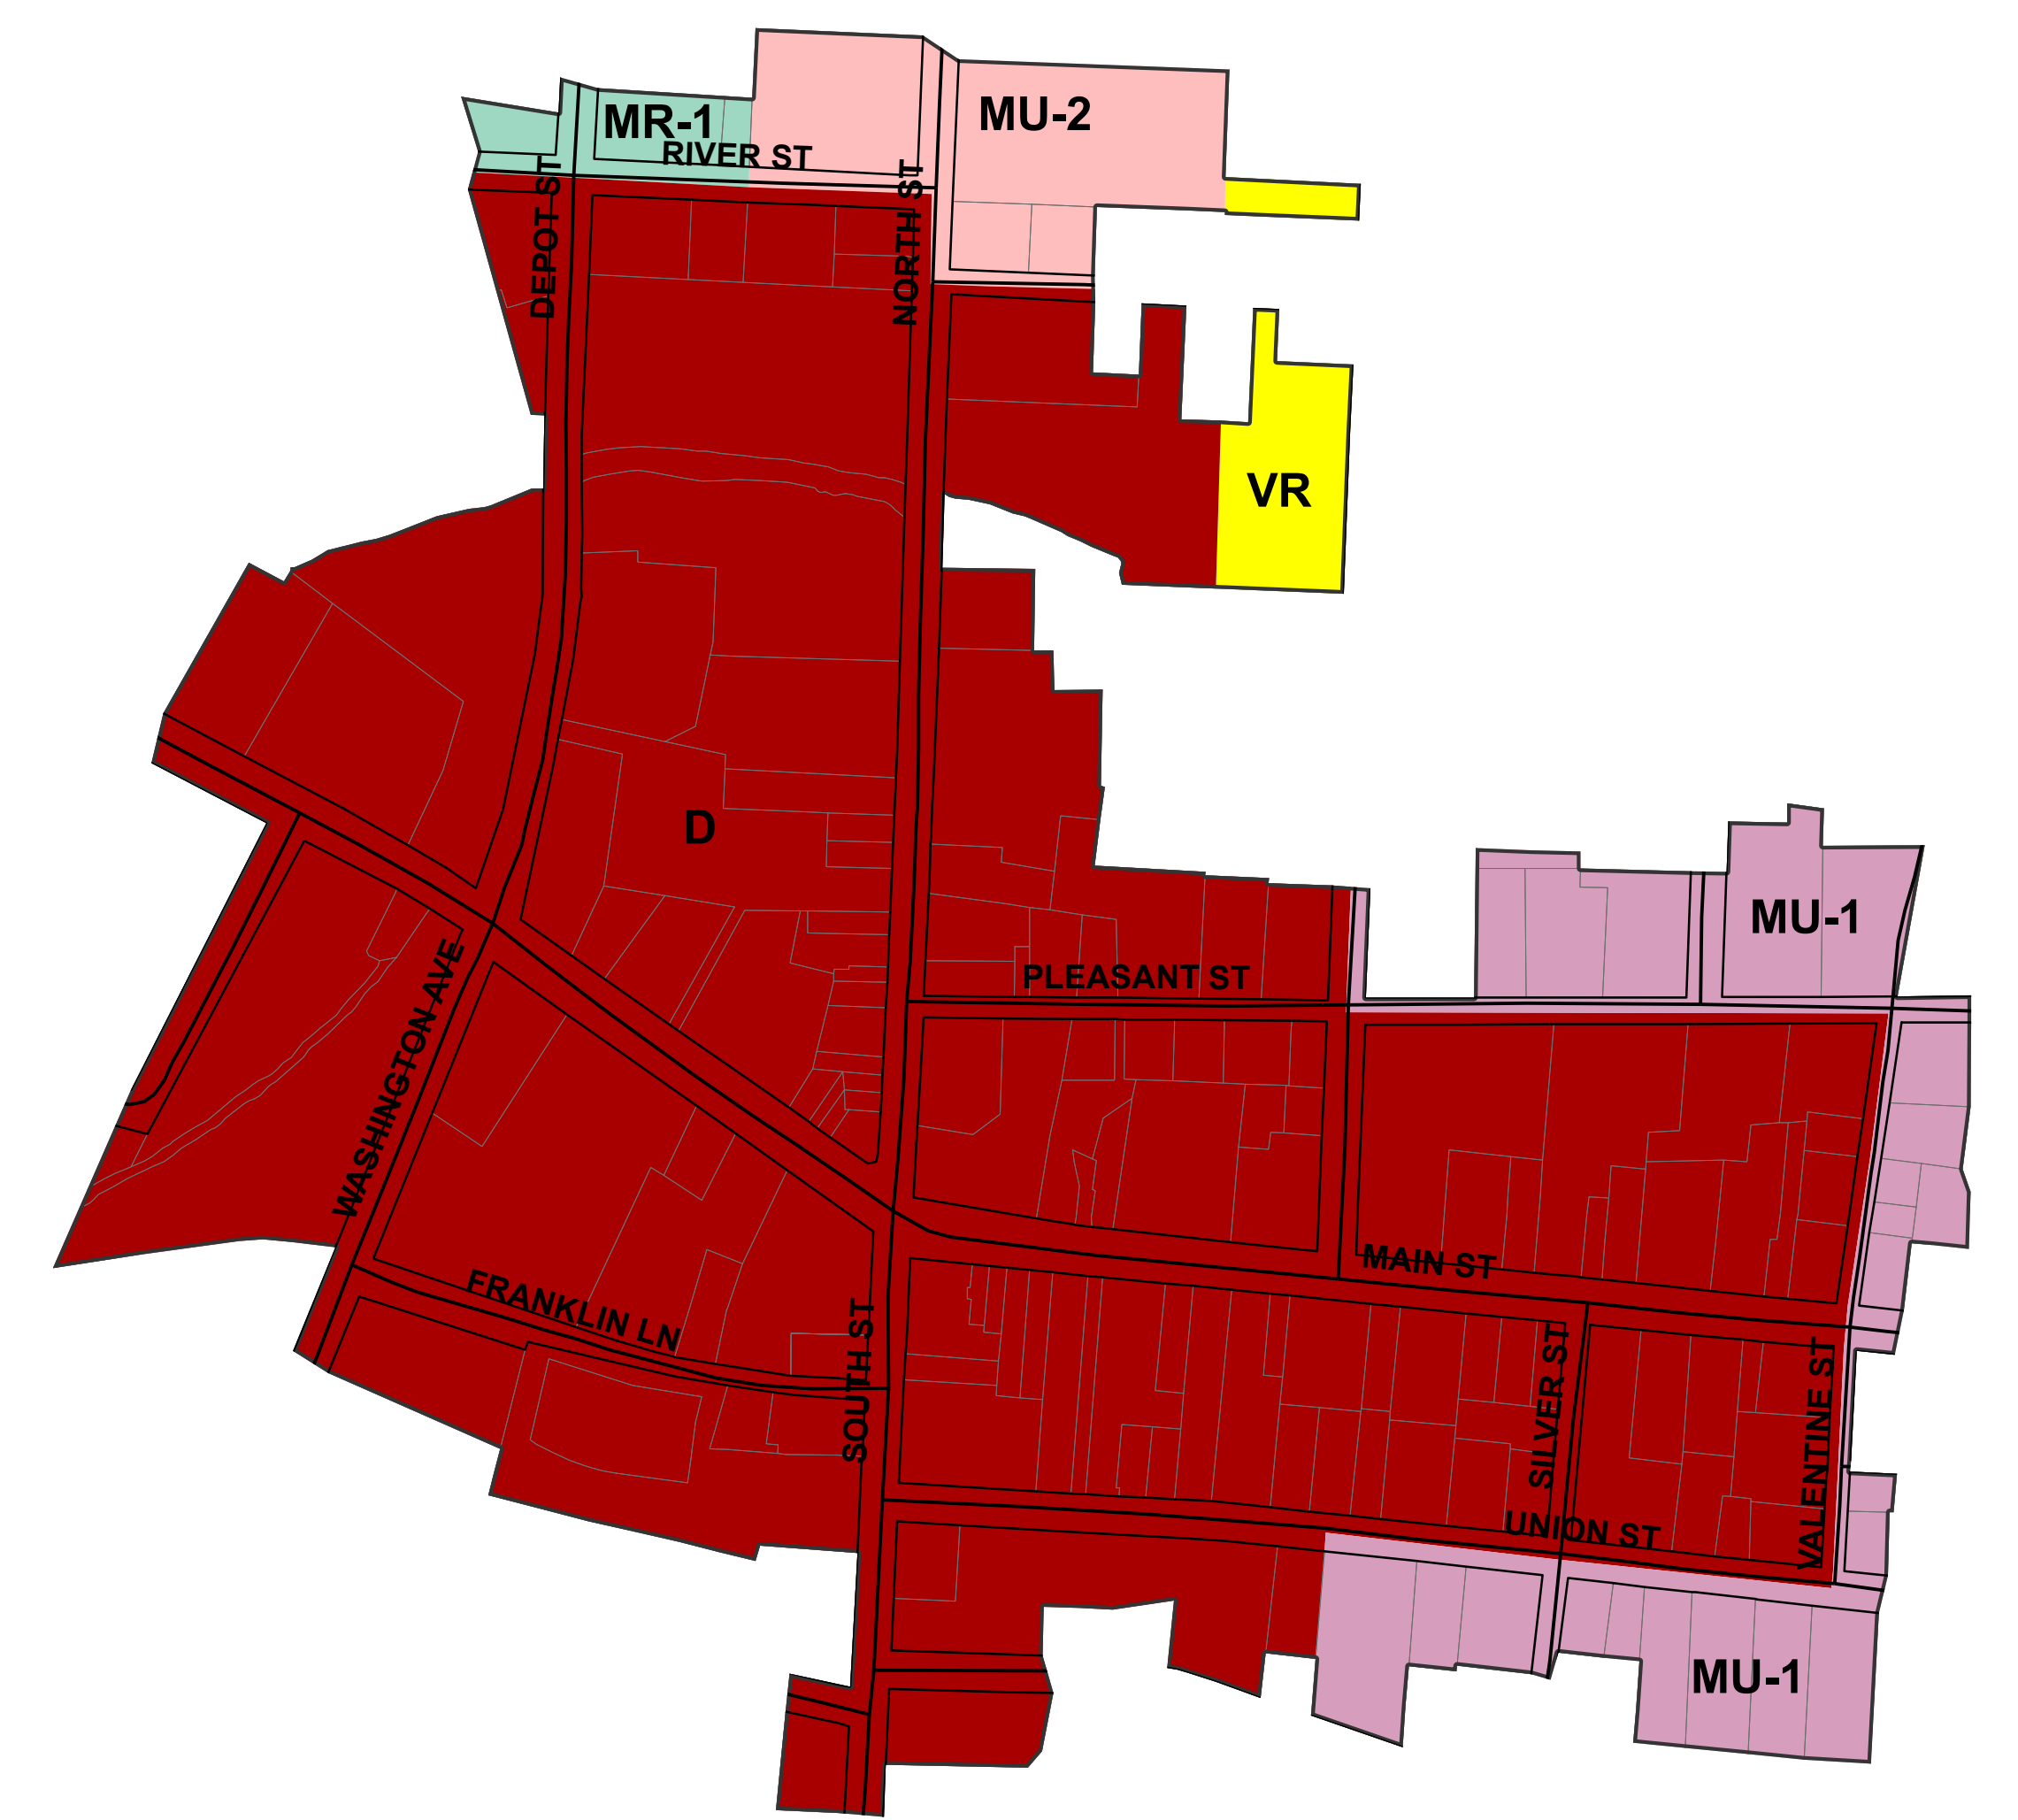 MU-2
MR-1
RIVER ST
DEPOT ST
NORTH ST
VR
D
MU-1
PLEASANT ST
WASHINGTON AVE
MAIN ST
FRANKLIN LN
SOUTH ST
SILVER ST
VALENTINE ST
UNION ST
MU-1